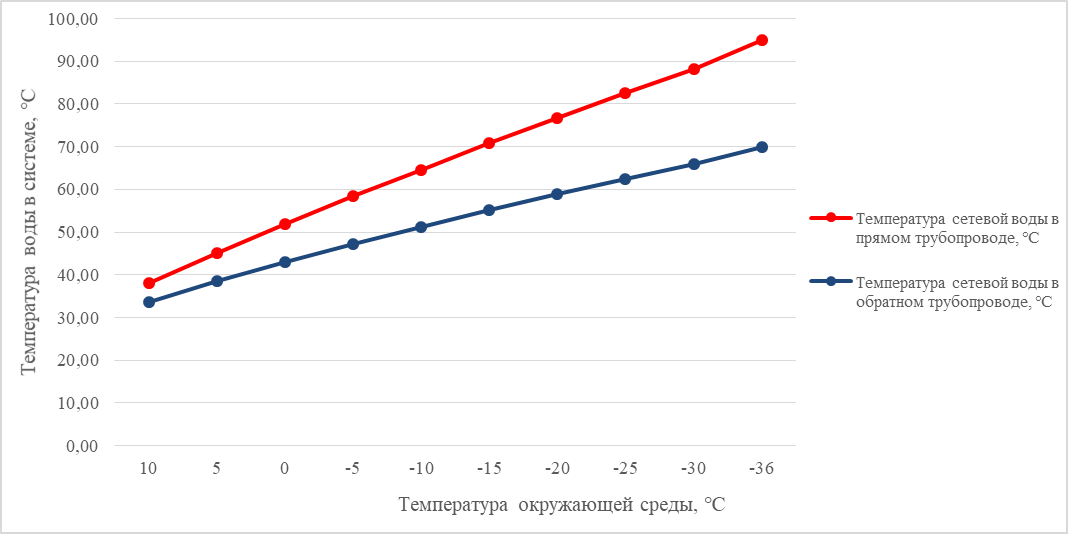 Температура воды в системе, °С
100,00
90,00
80,00
70,00
60,00
50,00
40,00
30,00
20,00
10,00
0,00
10 5 0 -5 -10 -15 -20 -25 -30 -36
Температура окружающей среды, °С
Температура сетевой воды в
прямом трубопроводе, °С
Температура сетевой воды в
обратном трубопроводе, °С